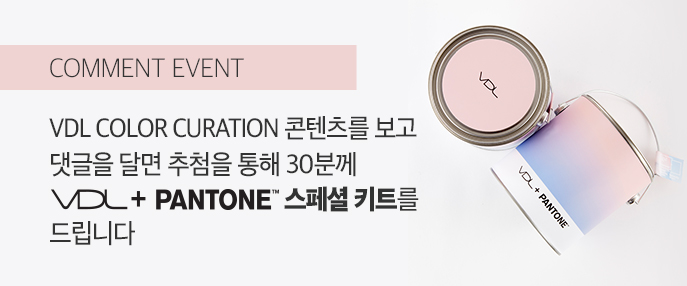 COMMENT EVENT
VDL COLOR CURATION 콘텐츠를 보고
댓글을 달면 추첨을 통해 30분께
VDL + PANTONE™ 스페셜 키트를
드립니다
VDL
VDL + PANTONE